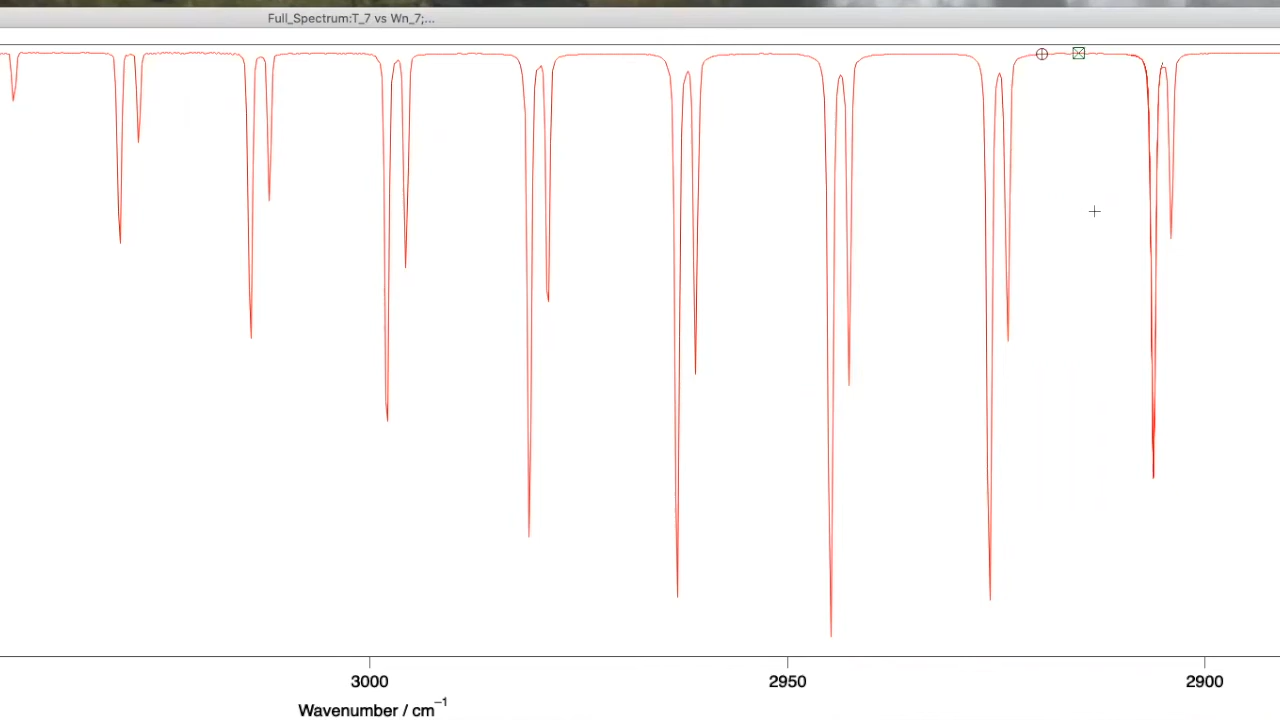 Full_Spectrum:T_7 vs Wn_7;...
3000
2950
2900
Wavenumber / cm⁻¹